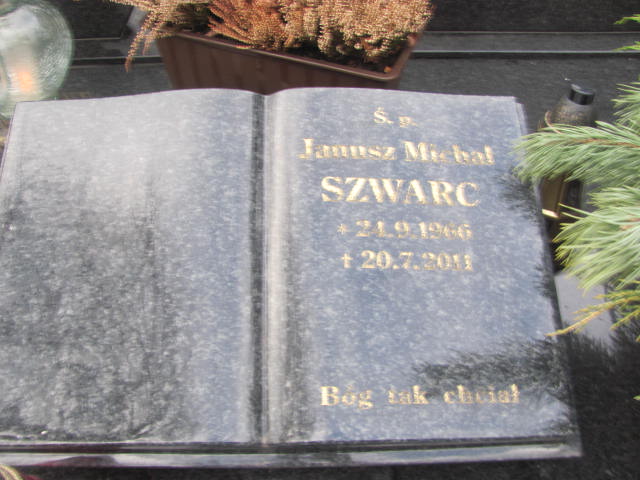 Ś. p.
Janusz Michał
SZWARC
* 24.9.1966
† 20.7.2011
Bóg tak chciał